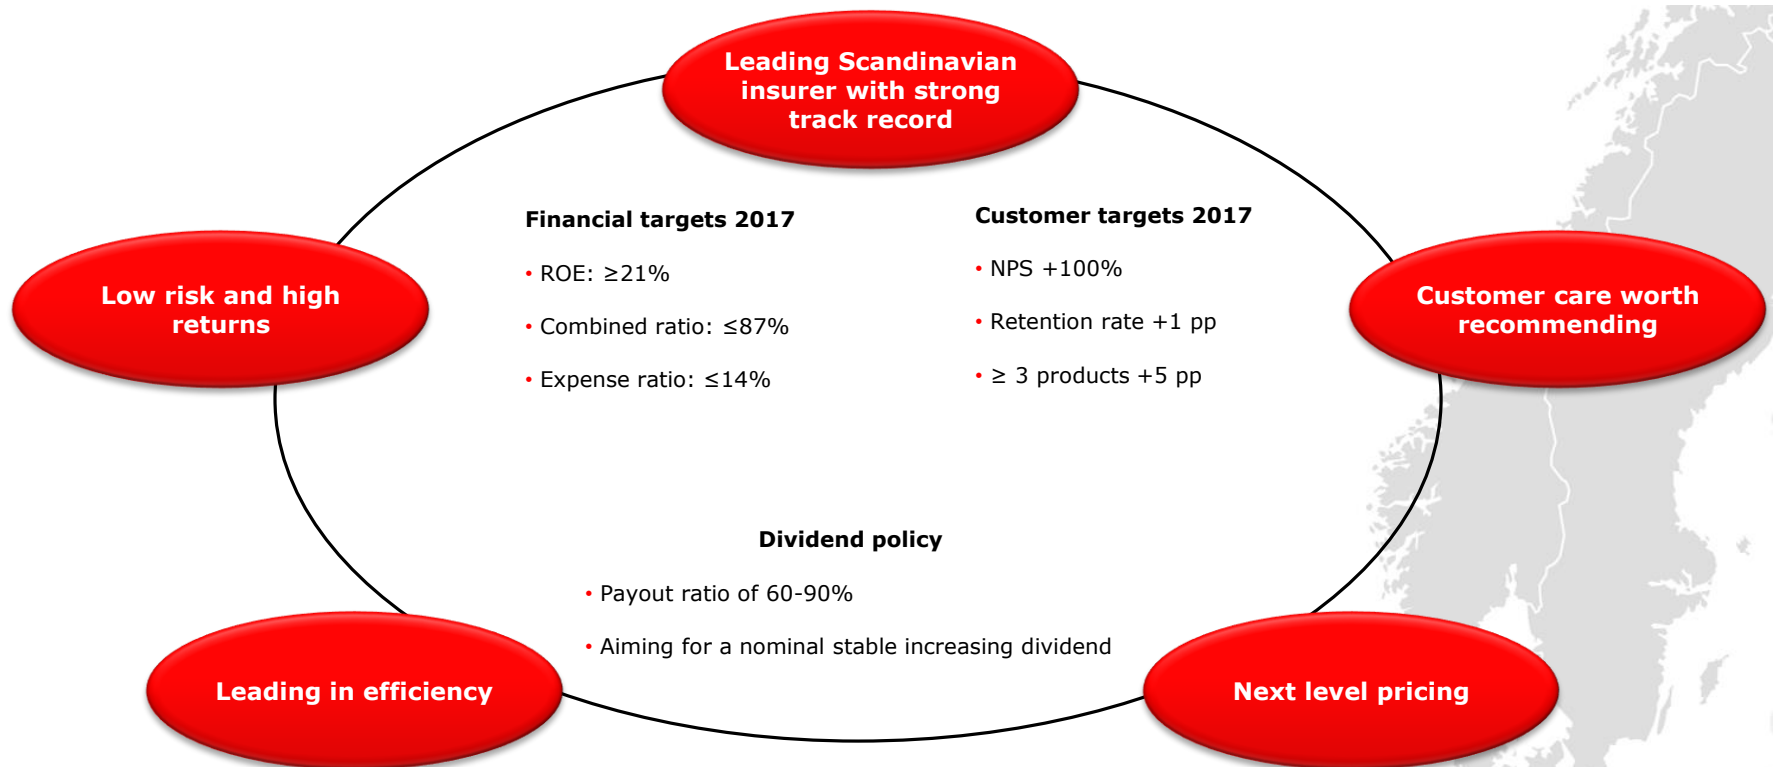 Leading Scandinavian
insurer with strong
track record
Financial targets 2017
• ROE: ≥21%
• Combined ratio: ≤87%
• Expense ratio: ≤14%
Customer targets 2017
• NPS +100%
• Retention rate +1 pp
• ≥ 3 products +5 pp
Low risk and high
returns
Customer care worth
recommending
Dividend policy
• Payout ratio of 60-90%
• Aiming for a nominal stable increasing dividend
Leading in efficiency
Next level pricing